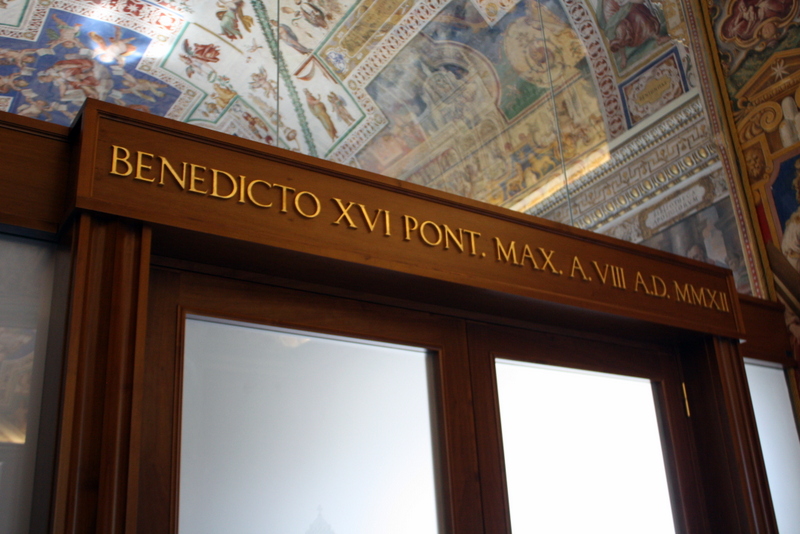 BENEDICTO XVI PONT. MAX. A. VIII A.D. MMXII